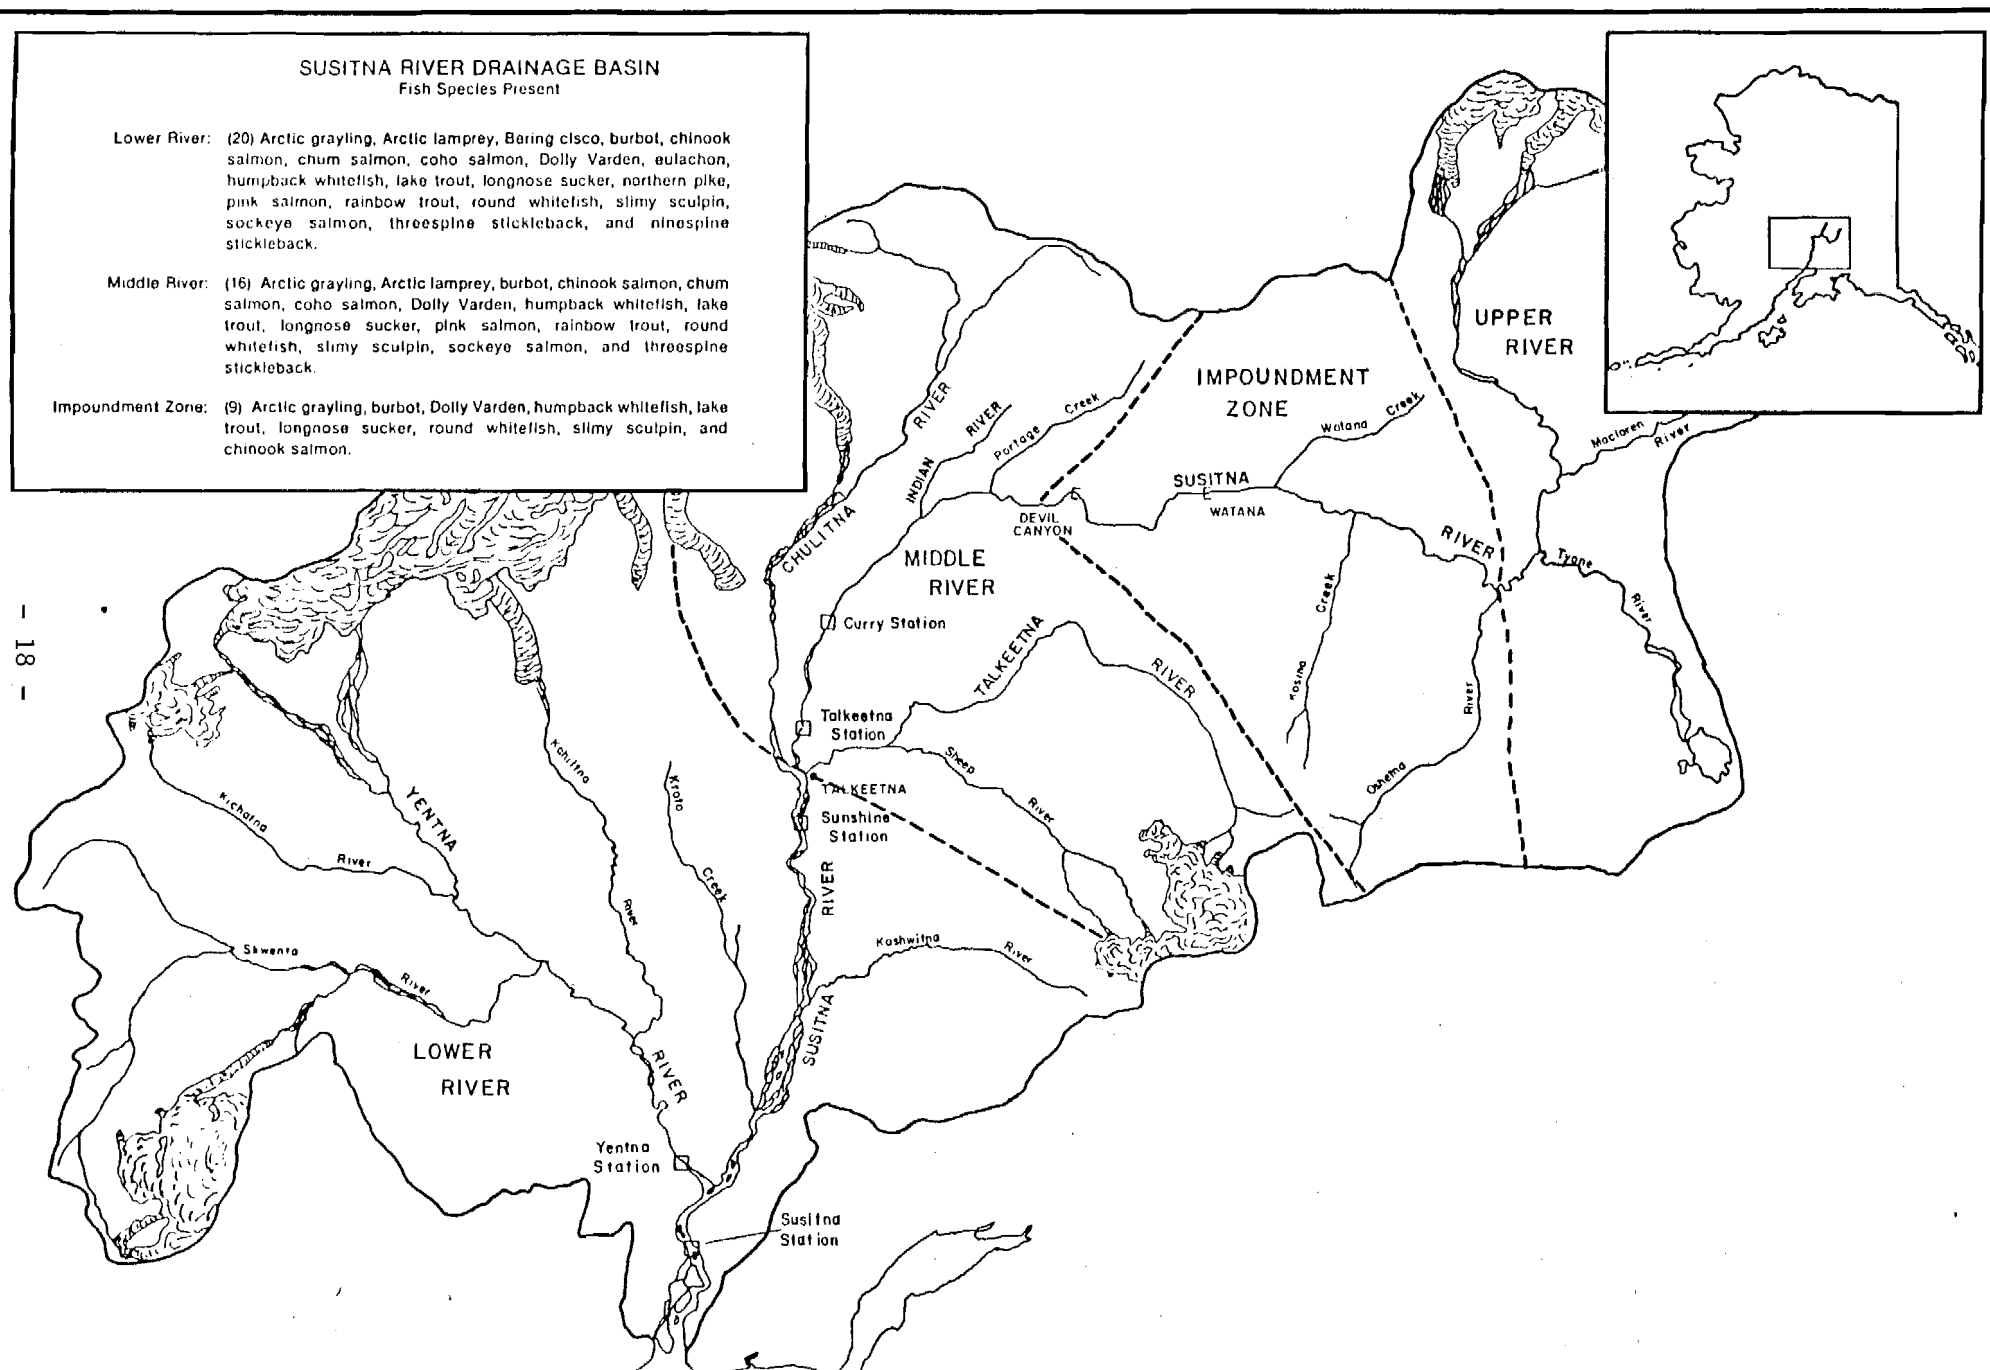 SUSITNA RIVER DRAINAGE BASIN
Fish Species Present
Lower River: (20) Arctic grayling, Arctic lamprey, Bering cisco, burbot, chinook
salmon, chum salmon, coho salmon, Dolly Varden, eulachon,
humpback whitefish, lake trout, longnose sucker, northern pike,
pink salmon, rainbow trout, round whitefish, slimy sculpin,
sockeye salmon, threespine stickleback, and ninespine
stickleback.
Middle River: (16) Arctic grayling, Arctic lamprey, burbot, chinook salmon, chum
salmon, coho salmon, Dolly Varden, humpback whitefish, lake
trout, longnose sucker, pink salmon, rainbow trout, round
whitefish, slimy sculpin, sockeye salmon, and threespine
stickleback.
Impoundment Zone: (9) Arctic grayling, burbot, Dolly Varden, humpback whitefish, lake
trout, longnose sucker, round whitefish, slimy sculpin, and
chinook salmon.
UPPER
RIVER
IMPOUNDMENT
ZONE
Watana Creek
Maclaren River
Portage Creek
INDIAN RIVER
CHULITNA RIVER
SUSITNA RIVER
WATANA
DEVIL
CANYON
MIDDLE
RIVER
Tyone River
Kosina Creek
Oshetna River
Curry Station
TALKEETNA RIVER
Talkeetna
Station
Sheep River
TALKEETNA
Sunshine
Station
Kahiltna River
Kroto Creek
YENTNA RIVER
Kichatna River
Skwentna River
Kashwitna River
SUSITNA RIVER
LOWER
RIVER
Yentna
Station
Susitna
Station
- 18 -